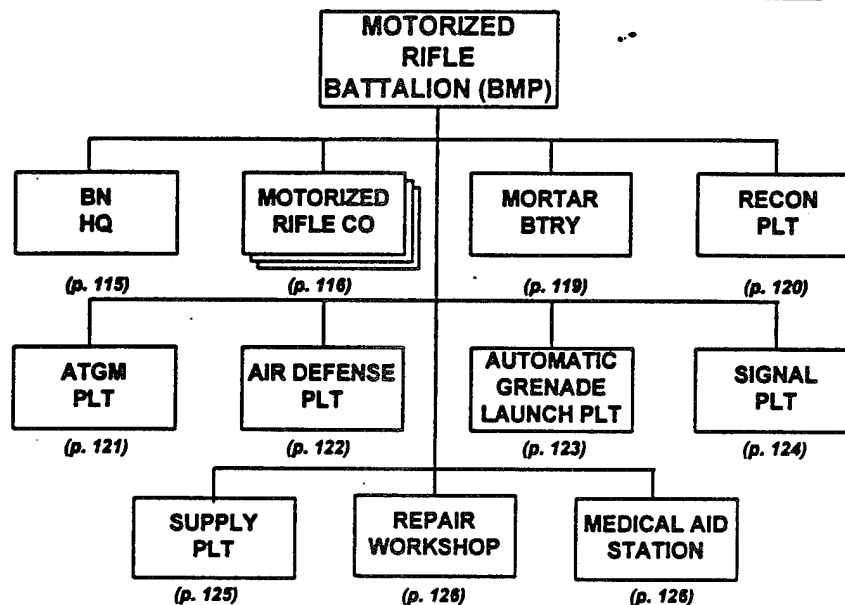 MOTORIZED
RIFLE
BATTALION (BMP)
BN
HQ
(p. 115)
MOTORIZED
RIFLE CO
(p. 116)
MORTAR
BTRY
(p. 119)
RECON
PLT
(p. 120)
ATGM
PLT
(p. 121)
AIR DEFENSE
PLT
(p. 122)
AUTOMATIC
GRENADE
LAUNCH PLT
(p. 123)
SIGNAL
PLT
(p. 124)
SUPPLY
PLT
(p. 125)
REPAIR
WORKSHOP
(p. 126)
MEDICAL AID
STATION
(p. 126)